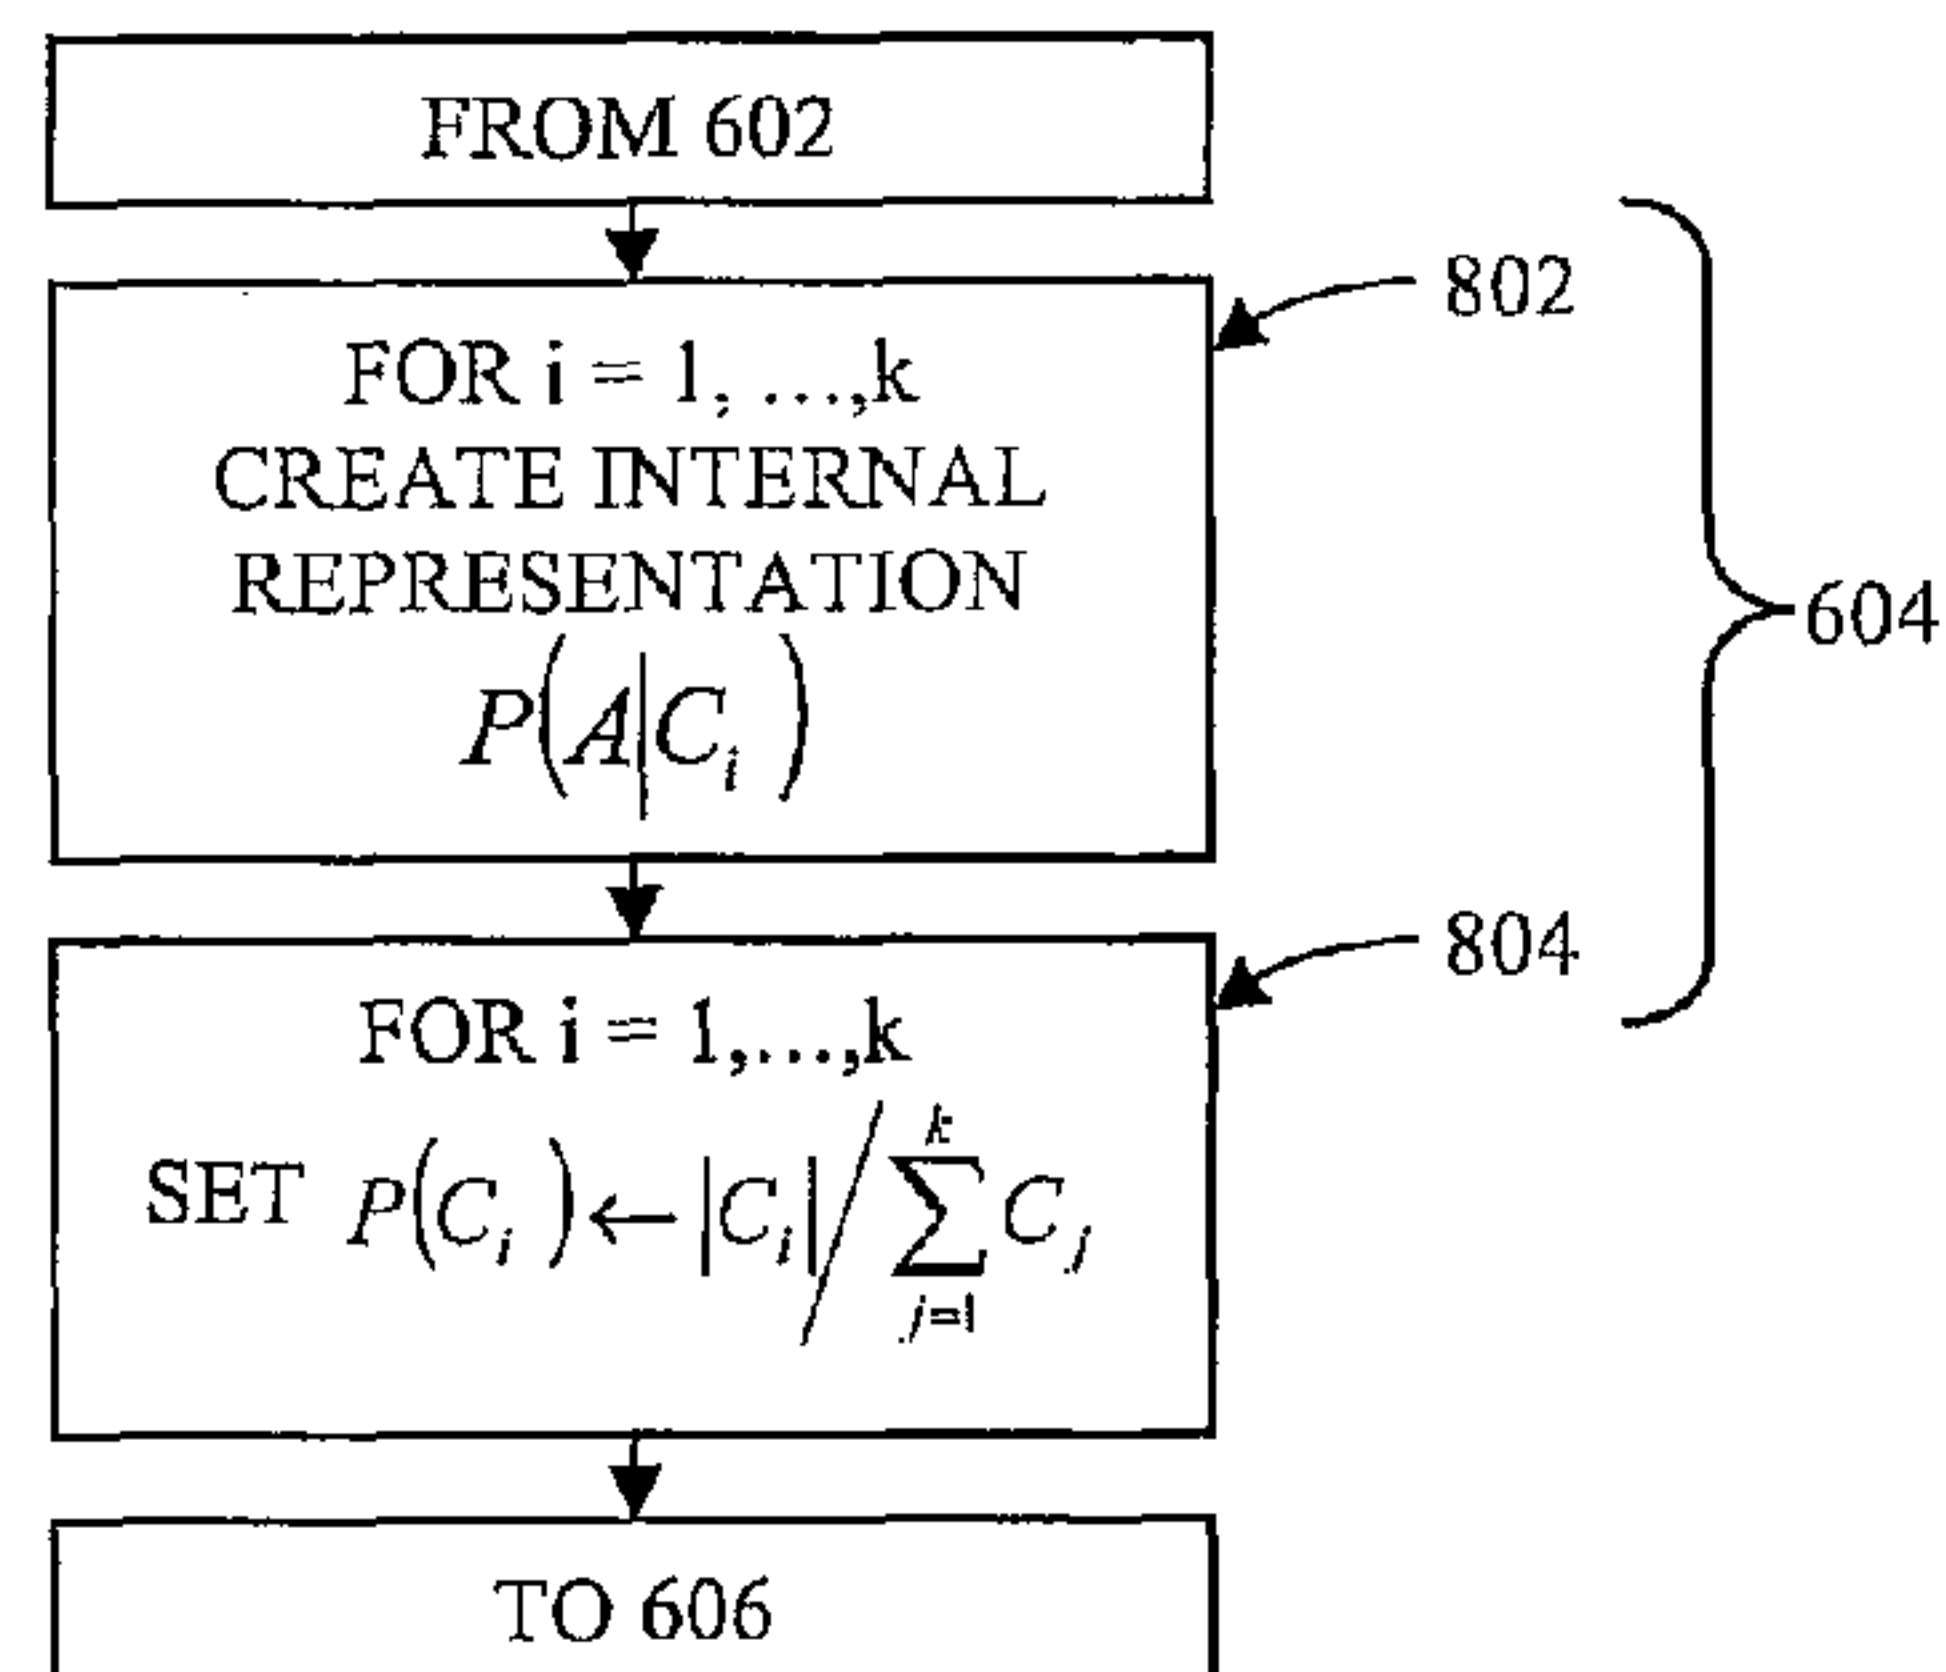 FROM 602
802
FOR i = 1, ...,k
CREATE INTERNAL
REPRESENTATION
P(A|C_i)
604
804
FOR i = 1,...,k
SET P(C_i) ← |C_i| / ∑_{j=1}^{k} C_j
TO 606